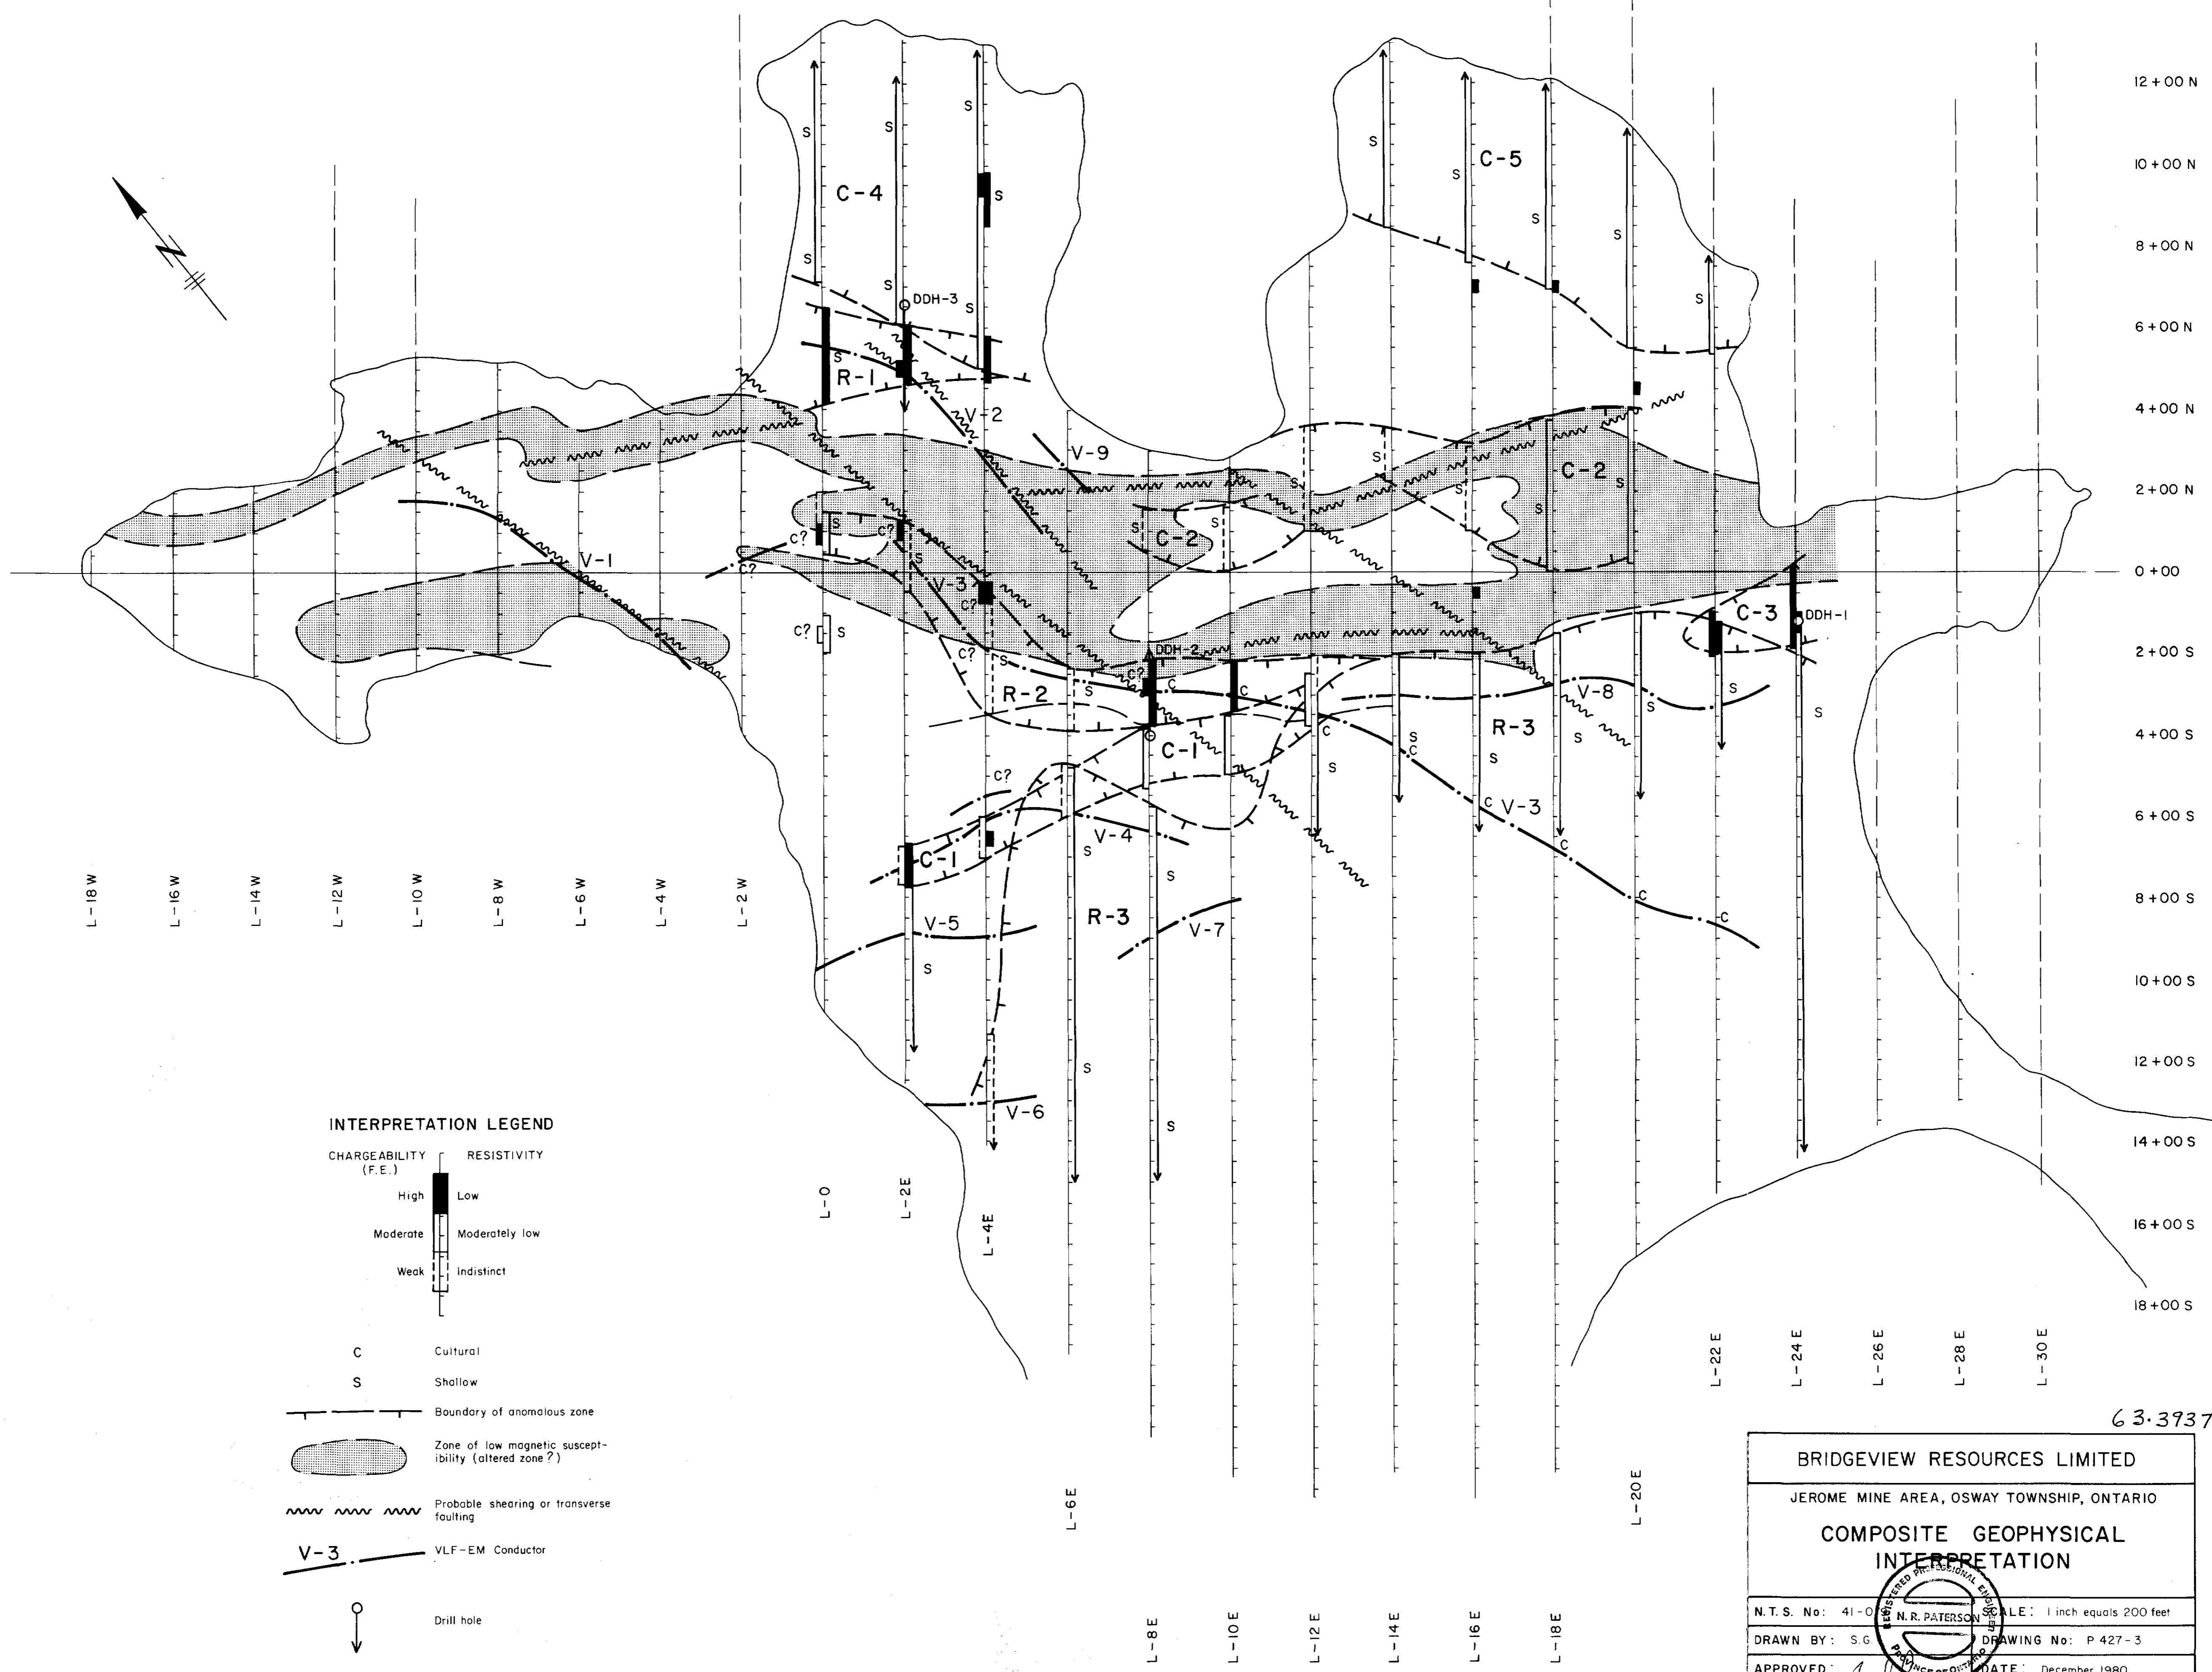 12+00 N
10+00 N
8+00 N
6+00 N
4+00 N
2+00 N
0+00
2+00 S
4+00 S
6+00 S
8+00 S
10+00 S
12+00 S
14+00 S
16+00 S
18+00 S
N
C-4
C-5
DDH-3
R-1
V-2
V-9
C-2
C-2
V-1
V-3
C-3
DDH-1
DDH-2
R-2
V-8
R-3
C-1
V-3
V-4
C-1
R-3
V-5
V-7
V-6
S
S
S
S
S
S
S
C?
C?
C?
C?
C?
C?
C?
C?
C
C
C
C
C
C
C
C
L-18W
L-16W
L-14W
L-12W
L-10W
L-8W
L-6W
L-4W
L-2W
L-0
L-2E
L-4E
L-6E
L-8E
L-10E
L-12E
L-14E
L-16E
L-18E
L-20E
L-22E
L-24E
L-26E
L-28E
L-30E
INTERPRETATION LEGEND
CHARGEABILITY RESISTIVITY
(F.E.)
High Low
Moderate Moderately low
Weak Indistinct
C Cultural
S Shallow
Boundary of anomalous zone
Zone of low magnetic suscept-
ibility (altered zone?)
Probable shearing or transverse
faulting
V-3 VLF-EM Conductor
Drill hole
63.3937
BRIDGEVIEW RESOURCES LIMITED
JEROME MINE AREA, OSWAY TOWNSHIP, ONTARIO
COMPOSITE GEOPHYSICAL
INTERPRETATION
N.T.S. No: 41-O SCALE: 1 inch equals 200 feet
DRAWN BY: S.G. DRAWING No: P 427-3
APPROVED: DATE: December 1980
REGISTERED PROFESSIONAL ENGINEER
N. R. PATERSON
PROVINCE OF ONTARIO